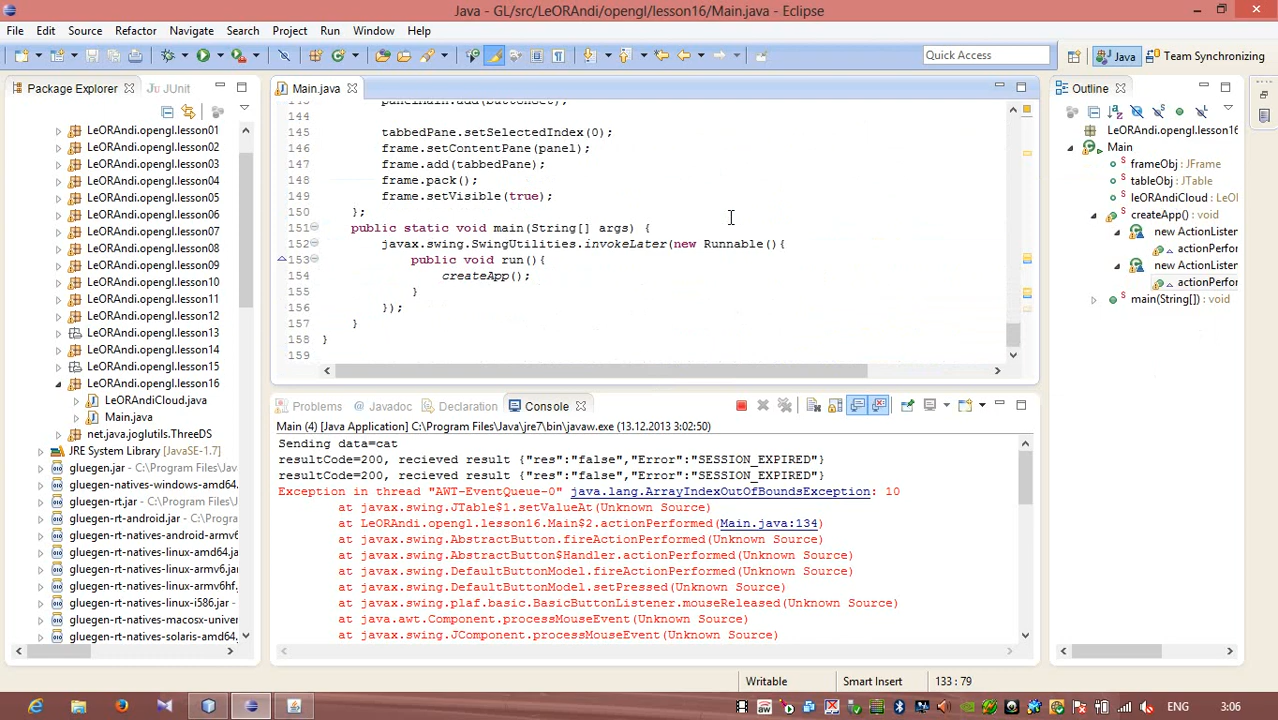 Java - GL/src/LeORAndi/opengl/lesson16/Main.java - Eclipse
File Edit Source Refactor Navigate Search Project Run Window Help
Quick Access Java Team Synchronizing
Package Explorer JUnit
Main.java
Outline
LeORAndi.opengl.lesson01
LeORAndi.opengl.lesson02
LeORAndi.opengl.lesson03
LeORAndi.opengl.lesson04
LeORAndi.opengl.lesson05
LeORAndi.opengl.lesson06
LeORAndi.opengl.lesson07
LeORAndi.opengl.lesson08
LeORAndi.opengl.lesson09
LeORAndi.opengl.lesson10
LeORAndi.opengl.lesson11
LeORAndi.opengl.lesson12
LeORAndi.opengl.lesson13
LeORAndi.opengl.lesson14
LeORAndi.opengl.lesson15
LeORAndi.opengl.lesson16
LeORAndiCloud.java
Main.java
net.java.joglutils.ThreeDS
JRE System Library [JavaSE-1.7]
gluegen.jar - C:\Program Files\Java
gluegen-natives-windows-amd64.
gluegen-rt.jar - C:\Program Files\
gluegen-rt-android.jar - C:\Progra
gluegen-rt-natives-android-armv6
gluegen-rt-natives-linux-amd64.ja
gluegen-rt-natives-linux-armv6.ja
gluegen-rt-natives-linux-armv6hf.
gluegen-rt-natives-linux-i586.jar -
gluegen-rt-natives-macosx-univer
gluegen-rt-natives-solaris-amd64.
143 panelMain.add(buttonGet);
144
145 tabbedPane.setSelectedIndex(0);
146 frame.setContentPane(panel);
147 frame.add(tabbedPane);
148 frame.pack();
149 frame.setVisible(true);
150 };
151 public static void main(String[] args) {
152 javax.swing.SwingUtilities.invokeLater(new Runnable(){
153 public void run(){
154 createApp();
155 }
156 });
157 }
158 }
159
LeORAndi.opengl.lesson16
Main
frameObj : JFrame
tableObj : JTable
leORAndiCloud : LeO
createApp() : void
new ActionListen
actionPerfo
new ActionListen
actionPerfo
main(String[]) : void
Problems Javadoc Declaration Console
Main (4) [Java Application] C:\Program Files\Java\jre7\bin\javaw.exe (13.12.2013 3:02:50)
Sending data=cat
resultCode=200, recieved result {"res":"false","Error":"SESSION_EXPIRED"}
resultCode=200, recieved result {"res":"false","Error":"SESSION_EXPIRED"}
Exception in thread "AWT-EventQueue-0" java.lang.ArrayIndexOutOfBoundsException: 10
at javax.swing.JTable$1.setValueAt(Unknown Source)
at LeORAndi.opengl.lesson16.Main$2.actionPerformed(Main.java:134)
at javax.swing.AbstractButton.fireActionPerformed(Unknown Source)
at javax.swing.AbstractButton$Handler.actionPerformed(Unknown Source)
at javax.swing.DefaultButtonModel.fireActionPerformed(Unknown Source)
at javax.swing.DefaultButtonModel.setPressed(Unknown Source)
at javax.swing.plaf.basic.BasicButtonListener.mouseReleased(Unknown Source)
at java.awt.Component.processMouseEvent(Unknown Source)
at javax.swing.JComponent.processMouseEvent(Unknown Source)
Writable Smart Insert 133 : 79
ENG 3:06